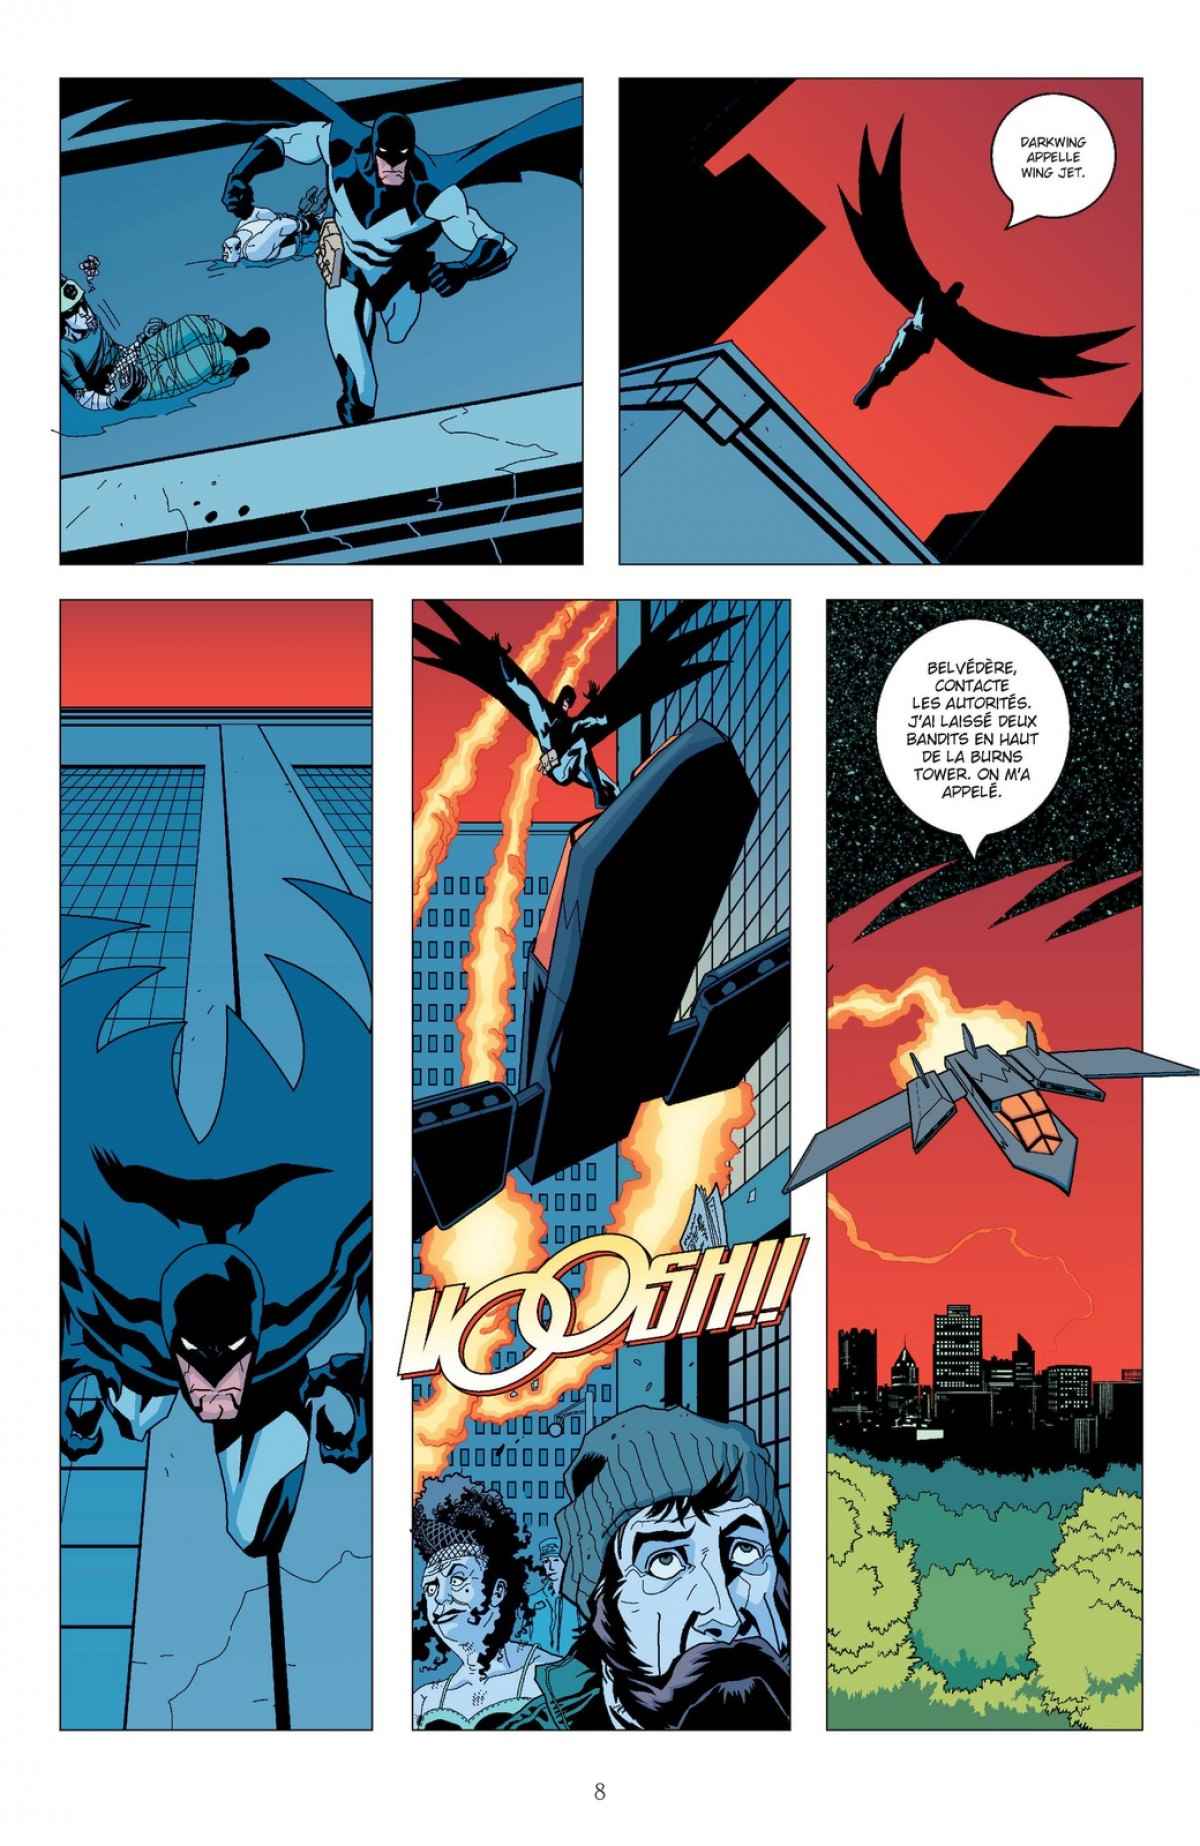 DARKWING
APPELLE
WING JET.
BELVÉDÈRE,
CONTACTE
LES AUTORITÉS.
J'AI LAISSÉ DEUX
BANDITS EN HAUT
DE LA BURNS
TOWER. ON M'A
APPELÉ.
VOOSH!!
8